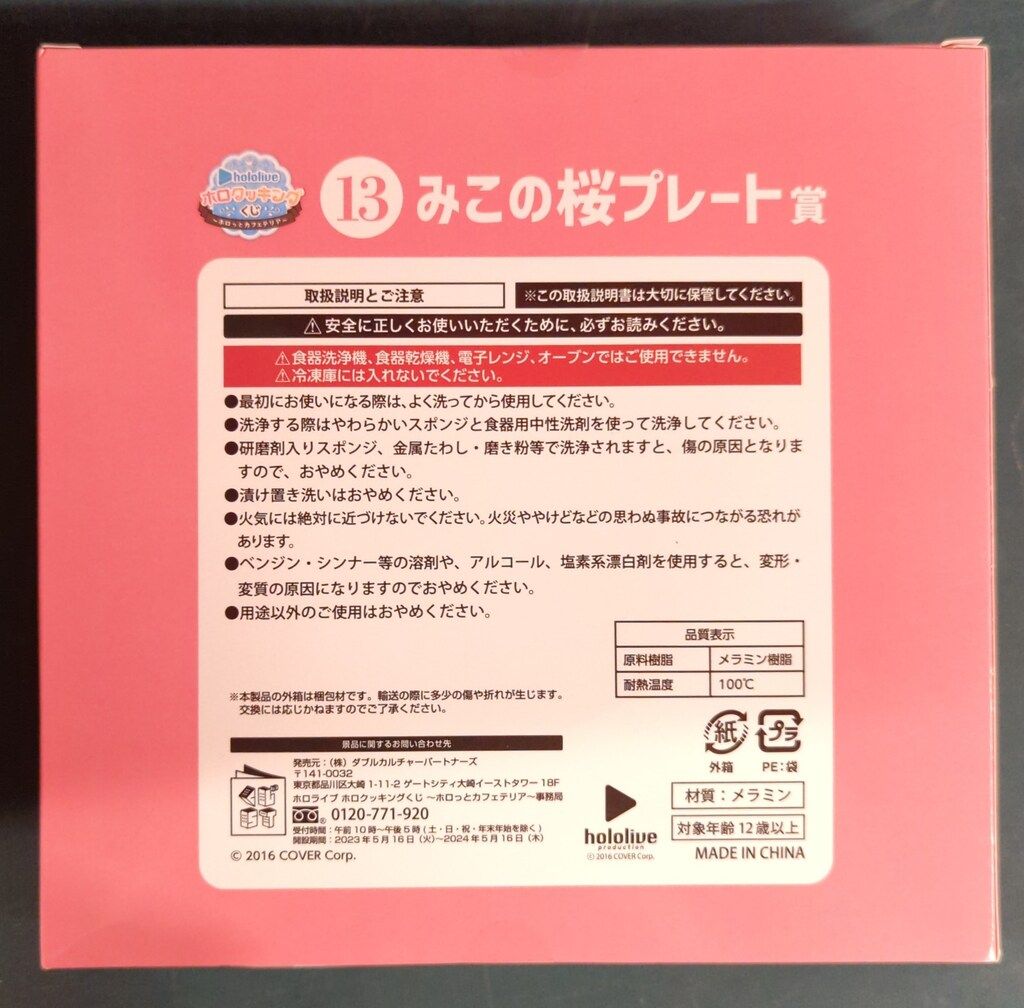 hololive
ホロクッキング
くじ
～ホロっとカフェテリア～
13 みこの桜プレート賞
取扱説明とご注意
※この取扱説明書は大切に保管してください。
⚠安全に正しくお使いいただくために、必ずお読みください。
⚠食器洗浄機、食器乾燥機、電子レンジ、オーブンではご使用できません。
⚠冷凍庫には入れないでください。
●最初にお使いになる際は、よく洗ってから使用してください。
●洗浄する際はやわらかいスポンジと食器用中性洗剤を使って洗浄してください。
●研磨剤入りスポンジ、金属たわし・磨き粉等で洗浄されますと、傷の原因となりま
すので、おやめください。
●漬け置き洗いはおやめください。
●火気には絶対に近づけないでください。火災ややけどなどの思わぬ事故につながる恐れが
あります。
●ベンジン・シンナー等の溶剤や、アルコール、塩素系漂白剤を使用すると、変形・
変質の原因になりますのでおやめください。
●用途以外のご使用はおやめください。
品質表示
原料樹脂 メラミン樹脂
耐熱温度 100℃
※本製品の外箱は梱包材です。輸送の際に多少の傷や折れが生じます。
交換には応じかねますのでご了承ください。
紙
外箱
プラ
PE:袋
景品に関するお問い合わせ先
発売元：（株）ダブルカルチャーパートナーズ
〒141-0032
東京都品川区大崎 1-11-2 ゲートシティ大崎イーストタワー 18F
ホロライブ ホロクッキングくじ ～ホロっとカフェテリア～事務局
0120-771-920
受付時間：午前10時～午後5時（土・日・祝・年末年始を除く）
開設期間：2023年5月16日（火）～2024年5月16日（木）
© 2016 COVER Corp.
hololive
production
© 2016 COVER Corp.
材質：メラミン
対象年齢12歳以上
MADE IN CHINA